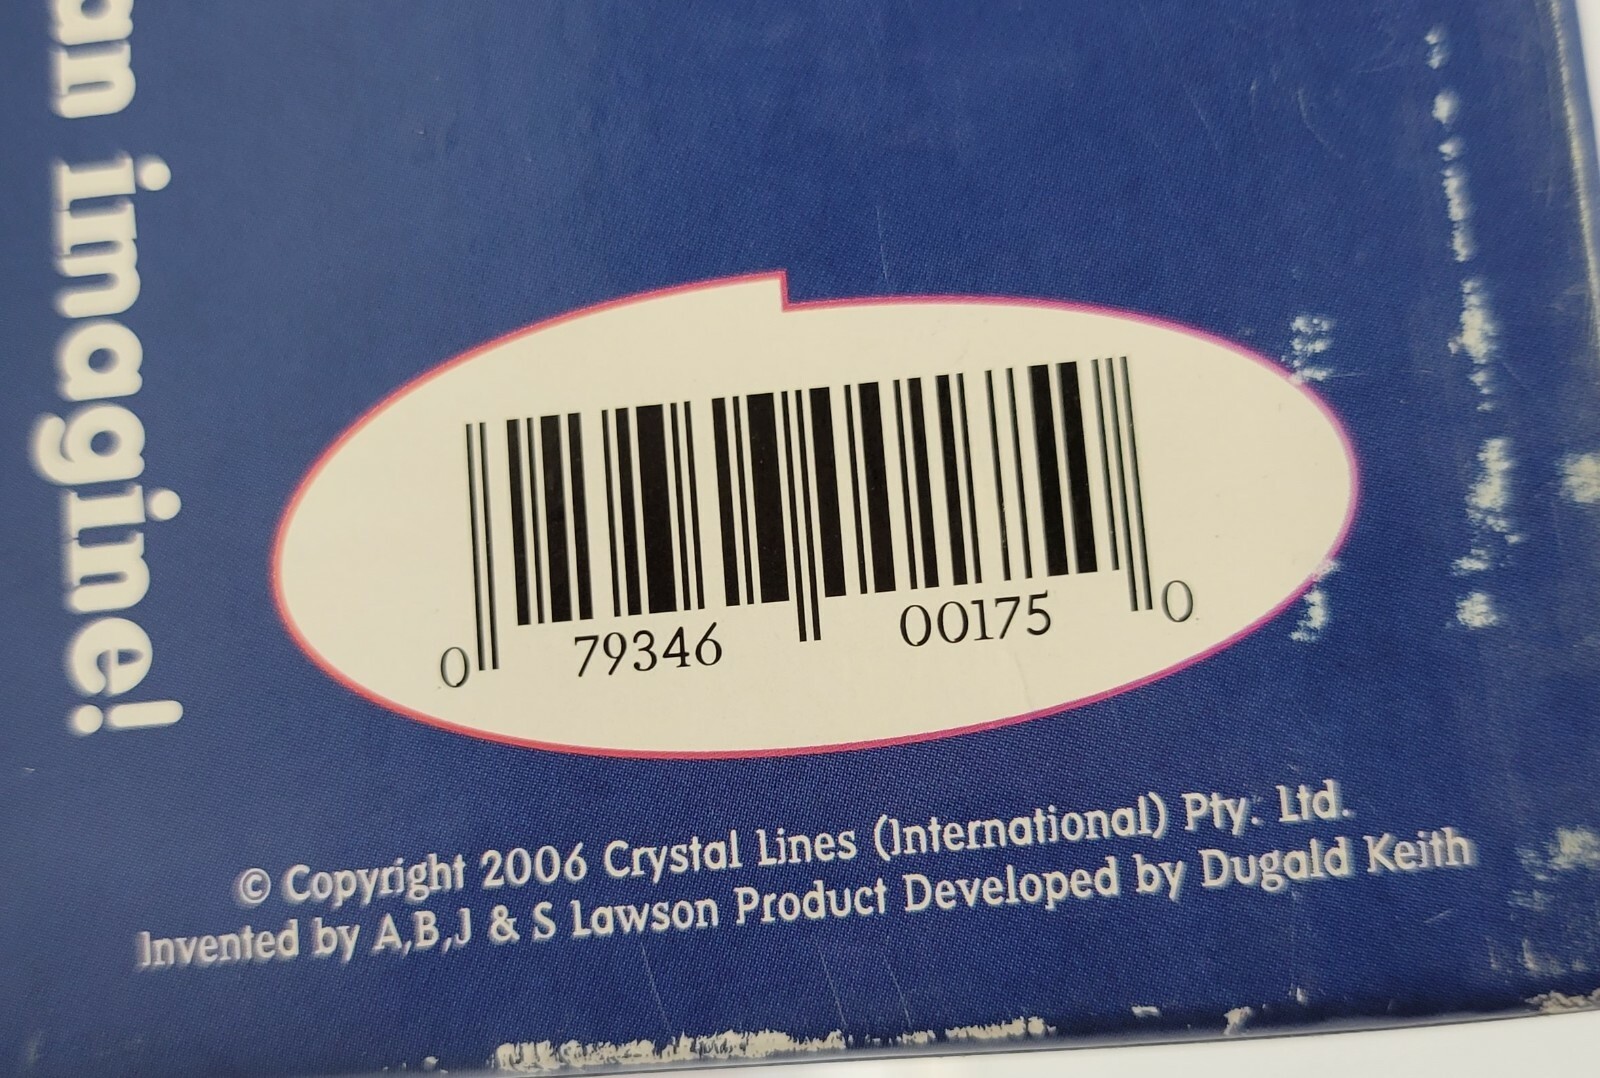 an imagine!
0 79346 00175 0
© Copyright 2006 Crystal Lines (International) Pty. Ltd.
Invented by A,B,J & S Lawson Product Developed by Dugald Keith